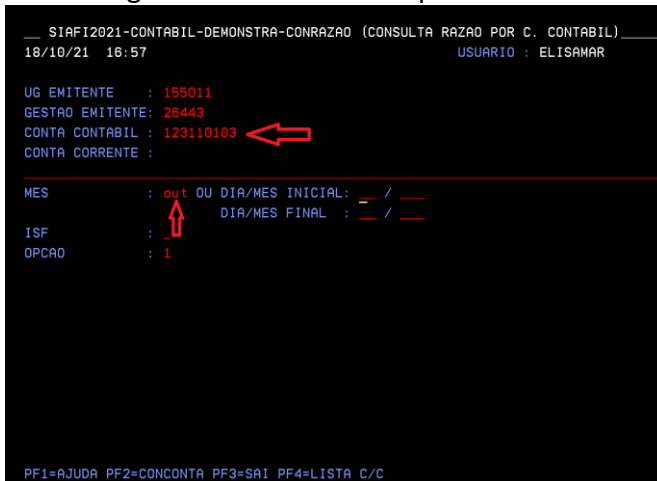 __ SIAFI2021-CONTABIL-DEMONSTRA-CONRAZAO (CONSULTA RAZAO POR C. CONTABIL)____
18/10/21 16:57 USUARIO : ELISAMAR
UG EMITENTE : 155011
GESTAO EMITENTE: 26443
CONTA CONTABIL : 123110103
CONTA CORRENTE :
MES : out OU DIA/MES INICIAL: __ / ___
DIA/MES FINAL : __ / ___
ISF : _
OPCAO : 1
PF1=AJUDA PF2=CONCONTA PF3=SAI PF4=LISTA C/C